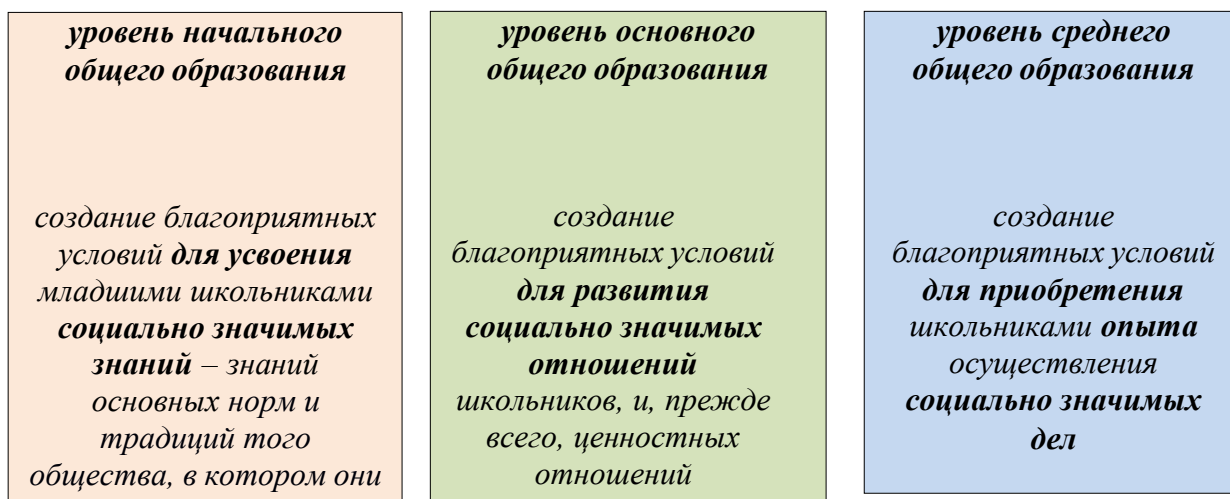 уровень начального
общего образования
создание благоприятных
условий для усвоения
младшими школьниками
социально значимых
знаний – знаний
основных норм и
традиций того
общества, в котором они
уровень основного
общего образования
создание
благоприятных условий
для развития
социально значимых
отношений
школьников, и, прежде
всего, ценностных
отношений
уровень среднего
общего образования
создание
благоприятных условий
для приобретения
школьниками опыта
осуществления
социально значимых
дел